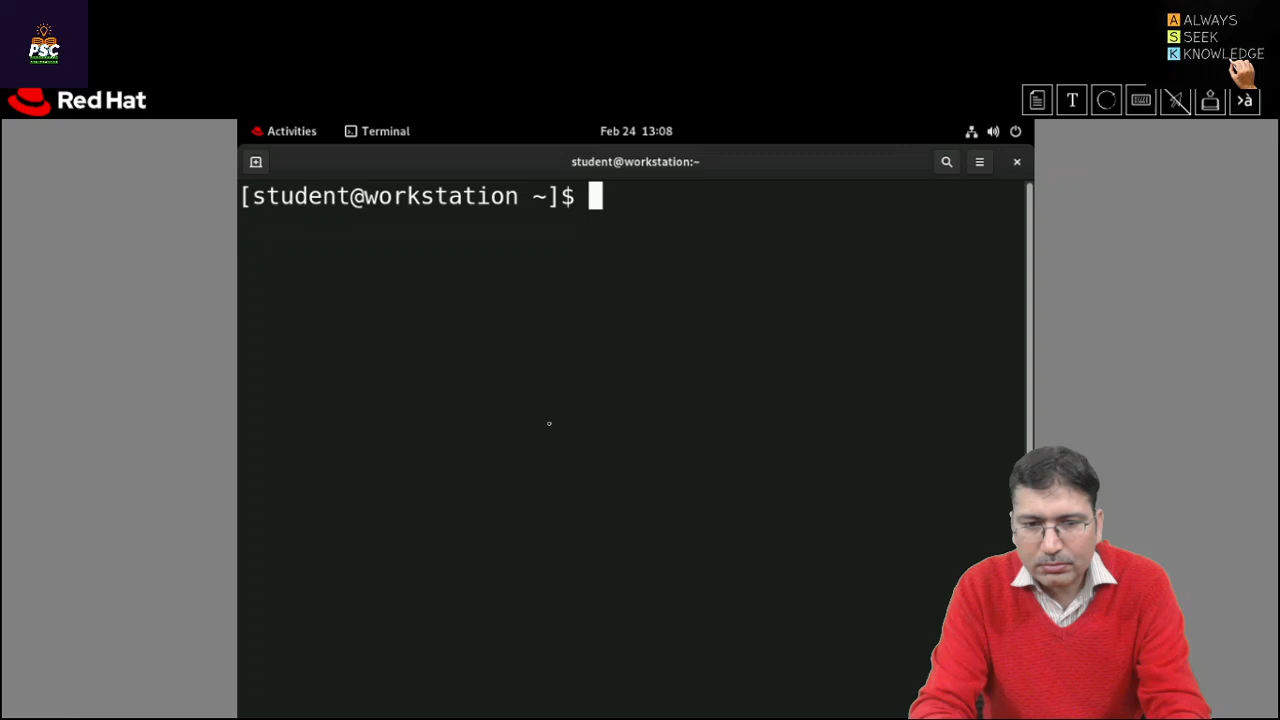 PSC
A ALWAYS
S SEEK
K KNOWLEDGE
Red Hat
T
>à
Activities
Terminal
Feb 24 13:08
student@workstation:~
[student@workstation ~]$